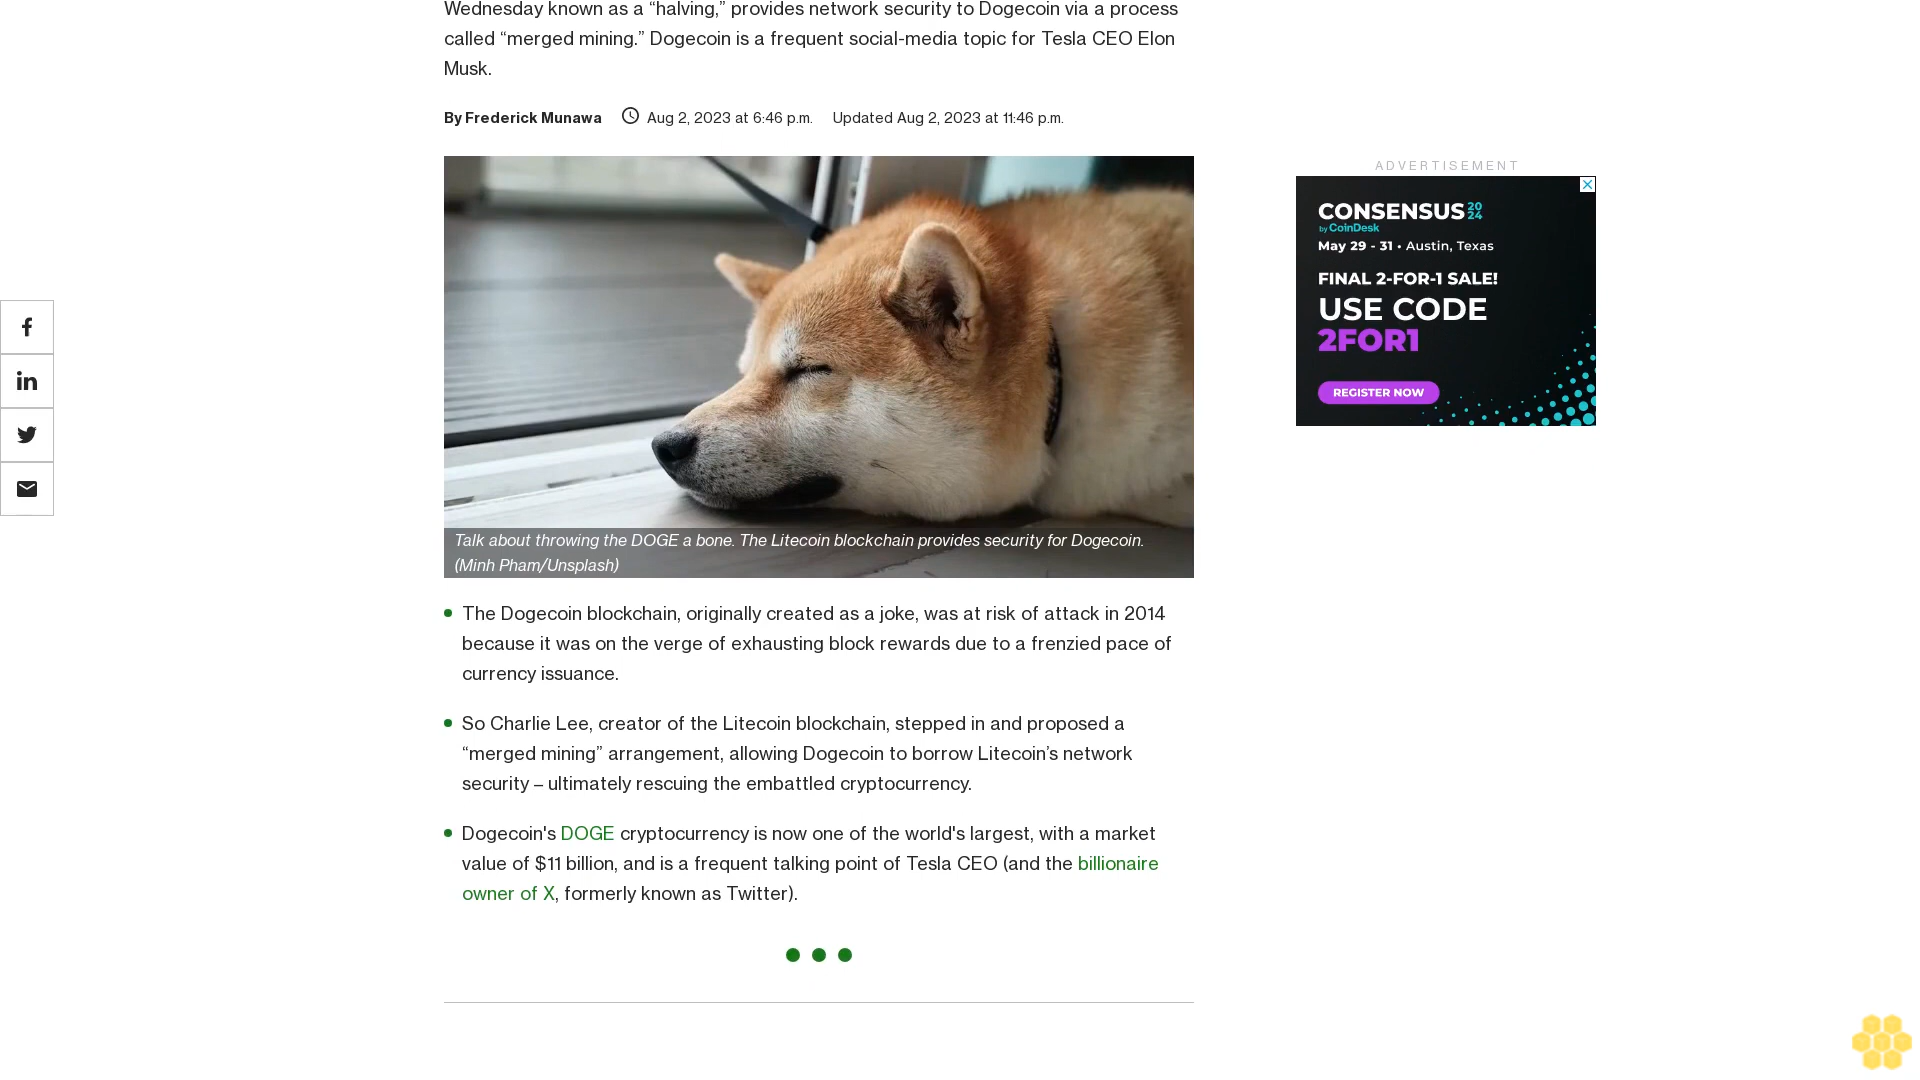 Wednesday known as a “halving,” provides network security to Dogecoin via a process
called “merged mining.” Dogecoin is a frequent social-media topic for Tesla CEO Elon
Musk.
By Frederick Munawa Aug 2, 2023 at 6:46 p.m. Updated Aug 2, 2023 at 11:46 p.m.
ADVERTISEMENT
CONSENSUS 2024
by CoinDesk
May 29 - 31 • Austin, Texas
FINAL 2-FOR-1 SALE!
USE CODE
2FOR1
REGISTER NOW
Talk about throwing the DOGE a bone. The Litecoin blockchain provides security for Dogecoin.
(Minh Pham/Unsplash)
The Dogecoin blockchain, originally created as a joke, was at risk of attack in 2014
because it was on the verge of exhausting block rewards due to a frenzied pace of
currency issuance.
So Charlie Lee, creator of the Litecoin blockchain, stepped in and proposed a
“merged mining” arrangement, allowing Dogecoin to borrow Litecoin’s network
security – ultimately rescuing the embattled cryptocurrency.
Dogecoin's DOGE cryptocurrency is now one of the world's largest, with a market
value of $11 billion, and is a frequent talking point of Tesla CEO (and the billionaire
owner of X, formerly known as Twitter).